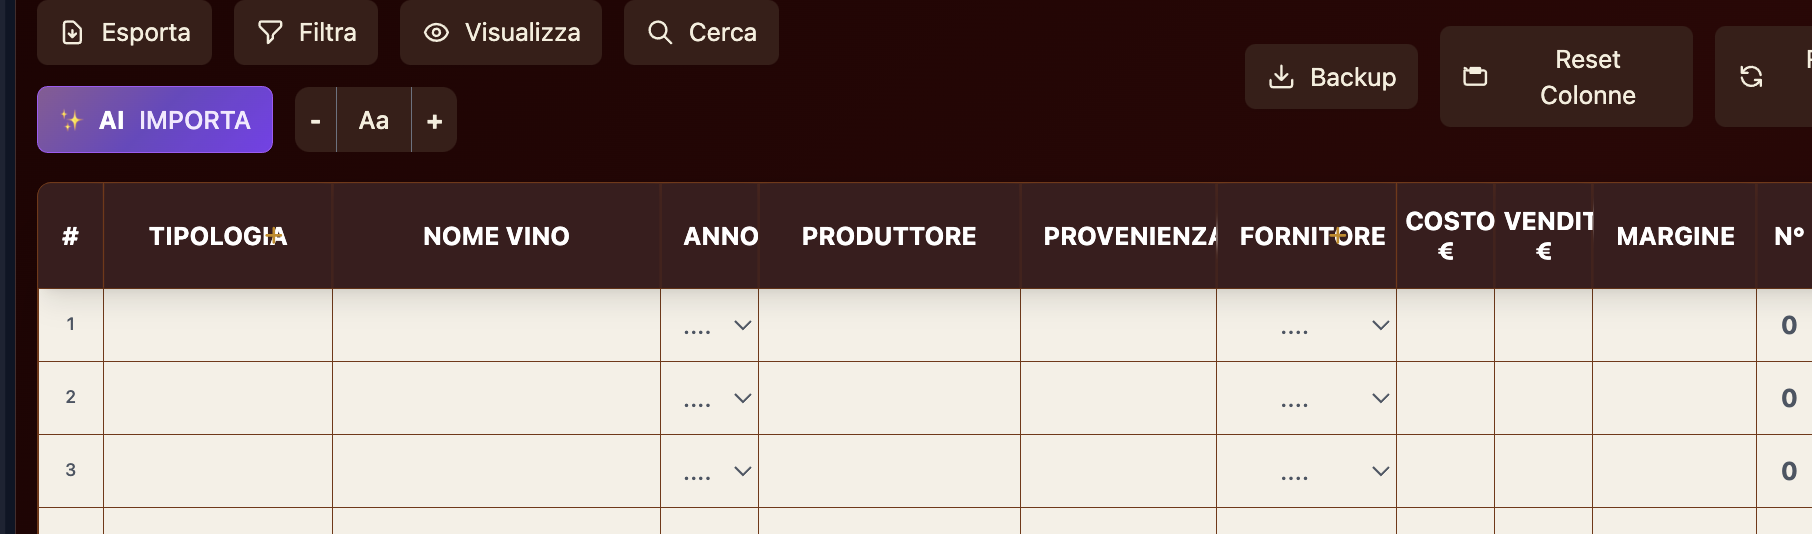 Esporta
Filtra
Visualizza
Cerca
Backup
Reset
Colonne
AI IMPORTA
- Aa +
# TIPOLOGIA NOME VINO ANNO PRODUTTORE PROVENIENZA FORNITORE COSTO € VENDIT € MARGINE N°
1 .... .... 0
2 .... .... 0
3 .... .... 0